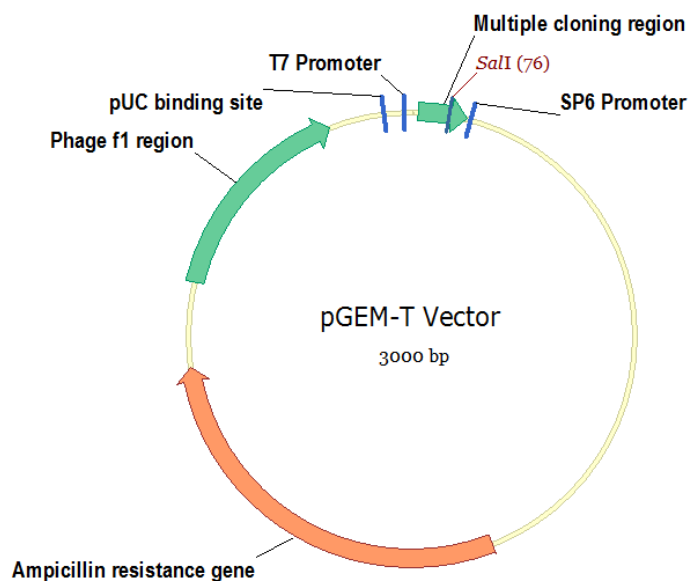 Multiple cloning region
T7 Promoter
SalI (76)
pUC binding site
SP6 Promoter
Phage f1 region
pGEM-T Vector
3000 bp
Ampicillin resistance gene